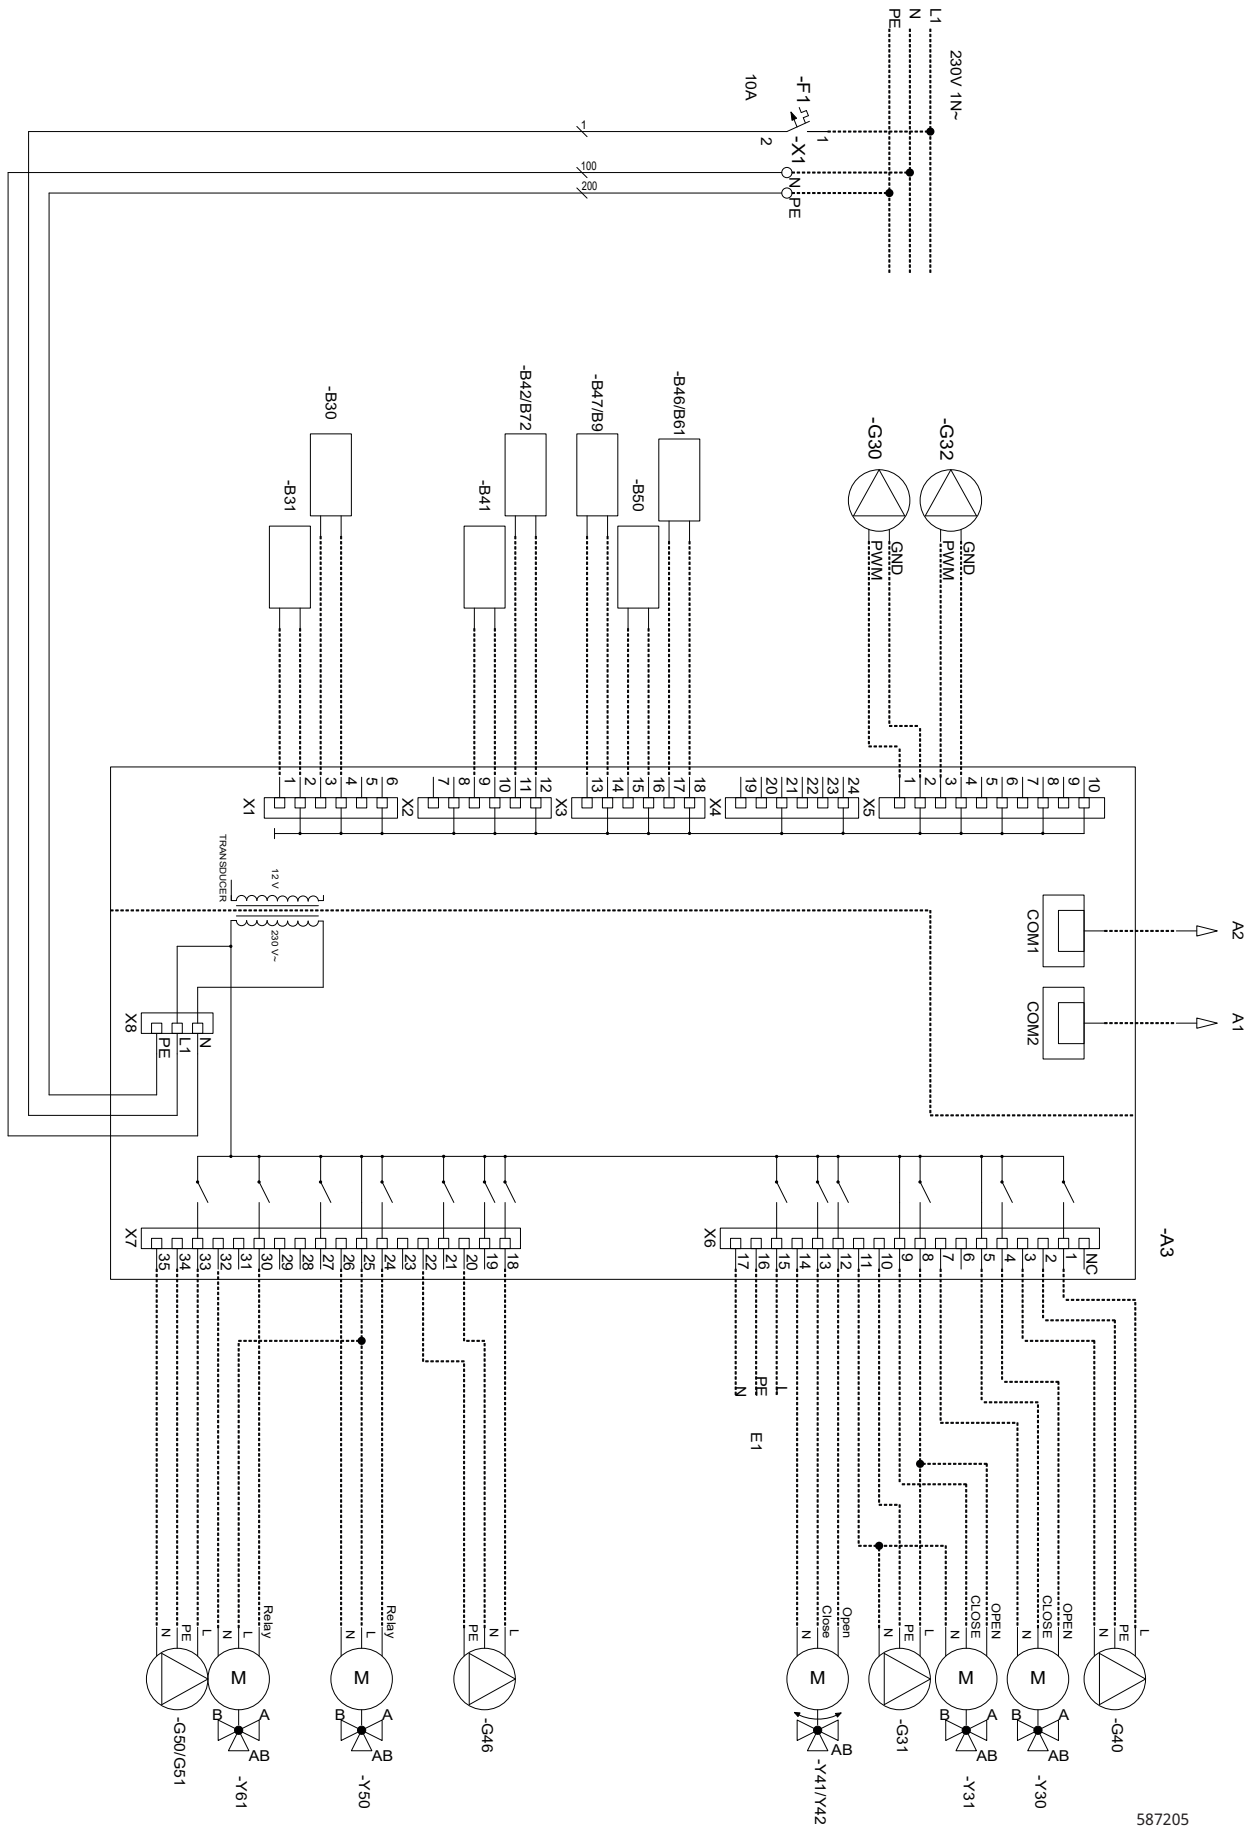 L1
N
PE
230V 1N~
-F1
10A
1
2
-X1
N
PE
1
100
200
-B30
-B31
-B42/B72
-B41
-B47/B9
-B50
-B46/B61
-G30
-G32
PWM
GND
PWM
GND
1
2
3
4
5
6
X1
7
8
9
10
11
12
X2
13
14
15
16
17
18
X3
19
20
21
22
23
24
X4
1
2
3
4
5
6
7
8
9
10
X5
TRANSDUCER
12 V
230 V~
COM1
A2
COM2
A1
X8
PE
L1
N
-A3
X7
35
34
33
32
31
30
29
28
27
26
25
24
23
22
21
20
19
18
X6
17
16
15
14
13
12
11
10
9
8
7
6
5
4
3
2
1
NC
N
PE
L
E1
N
PE
L
-G50/G51
N
L
Relay
M
B
A
AB
-Y61
N
L
Relay
M
B
A
AB
-Y50
PE
N
L
-G46
N
Close
Open
M
AB
-Y41/Y42
N
PE
L
-G31
N
CLOSE
OPEN
M
B
A
AB
-Y31
N
CLOSE
OPEN
M
B
A
AB
-Y30
N
PE
L
-G40
587205